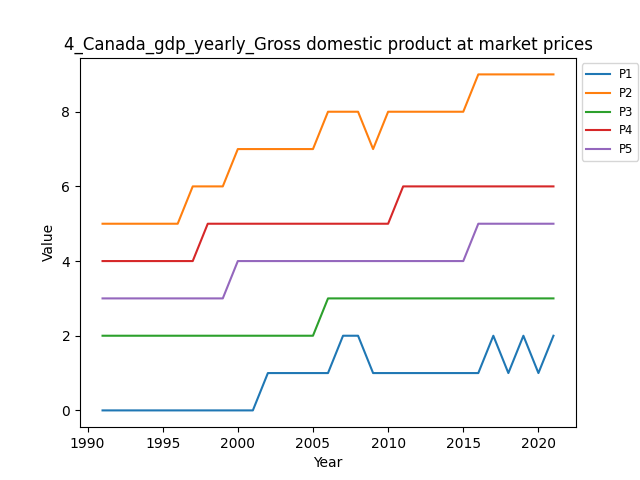 4_Canada_gdp_yearly_Gross domestic product at market prices
P1
P2
P3
P4
P5
Value
8
6
4
2
0
1990 1995 2000 2005 2010 2015 2020
Year